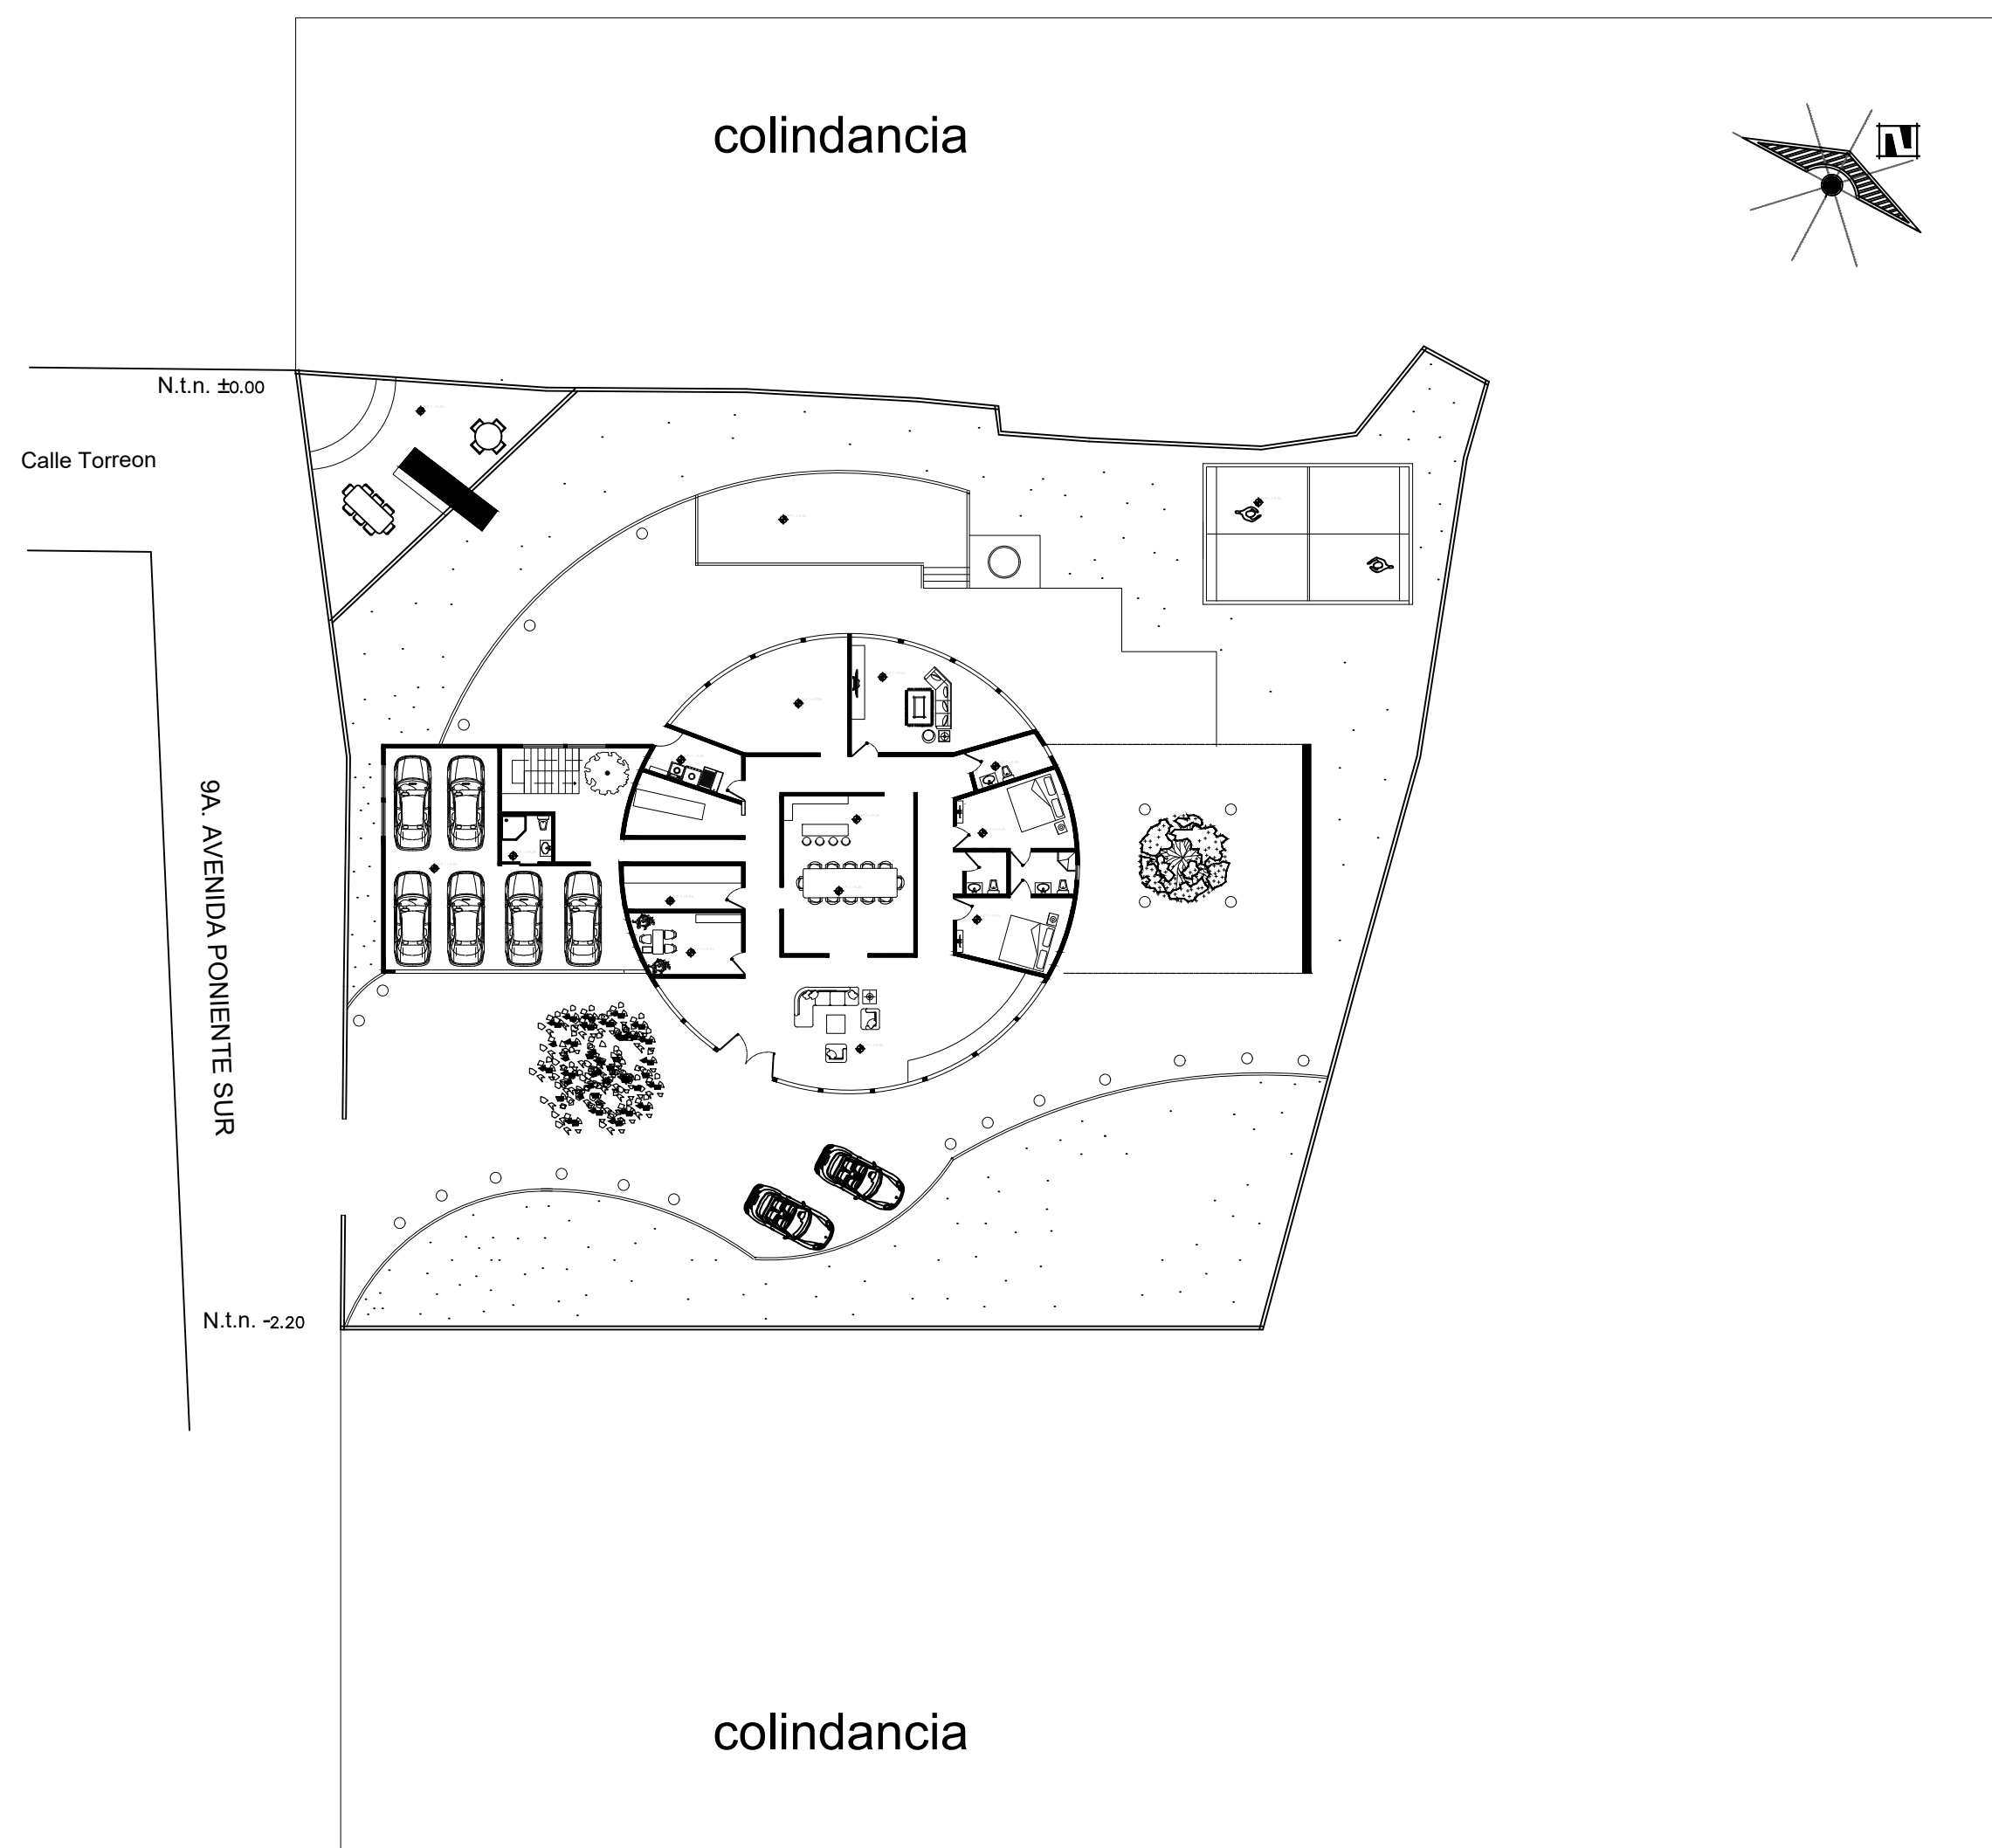 colindancia
N
N.t.n. ±0.00
Calle Torreon
9A. AVENIDA PONIENTE SUR
N.t.n. -2.20
colindancia